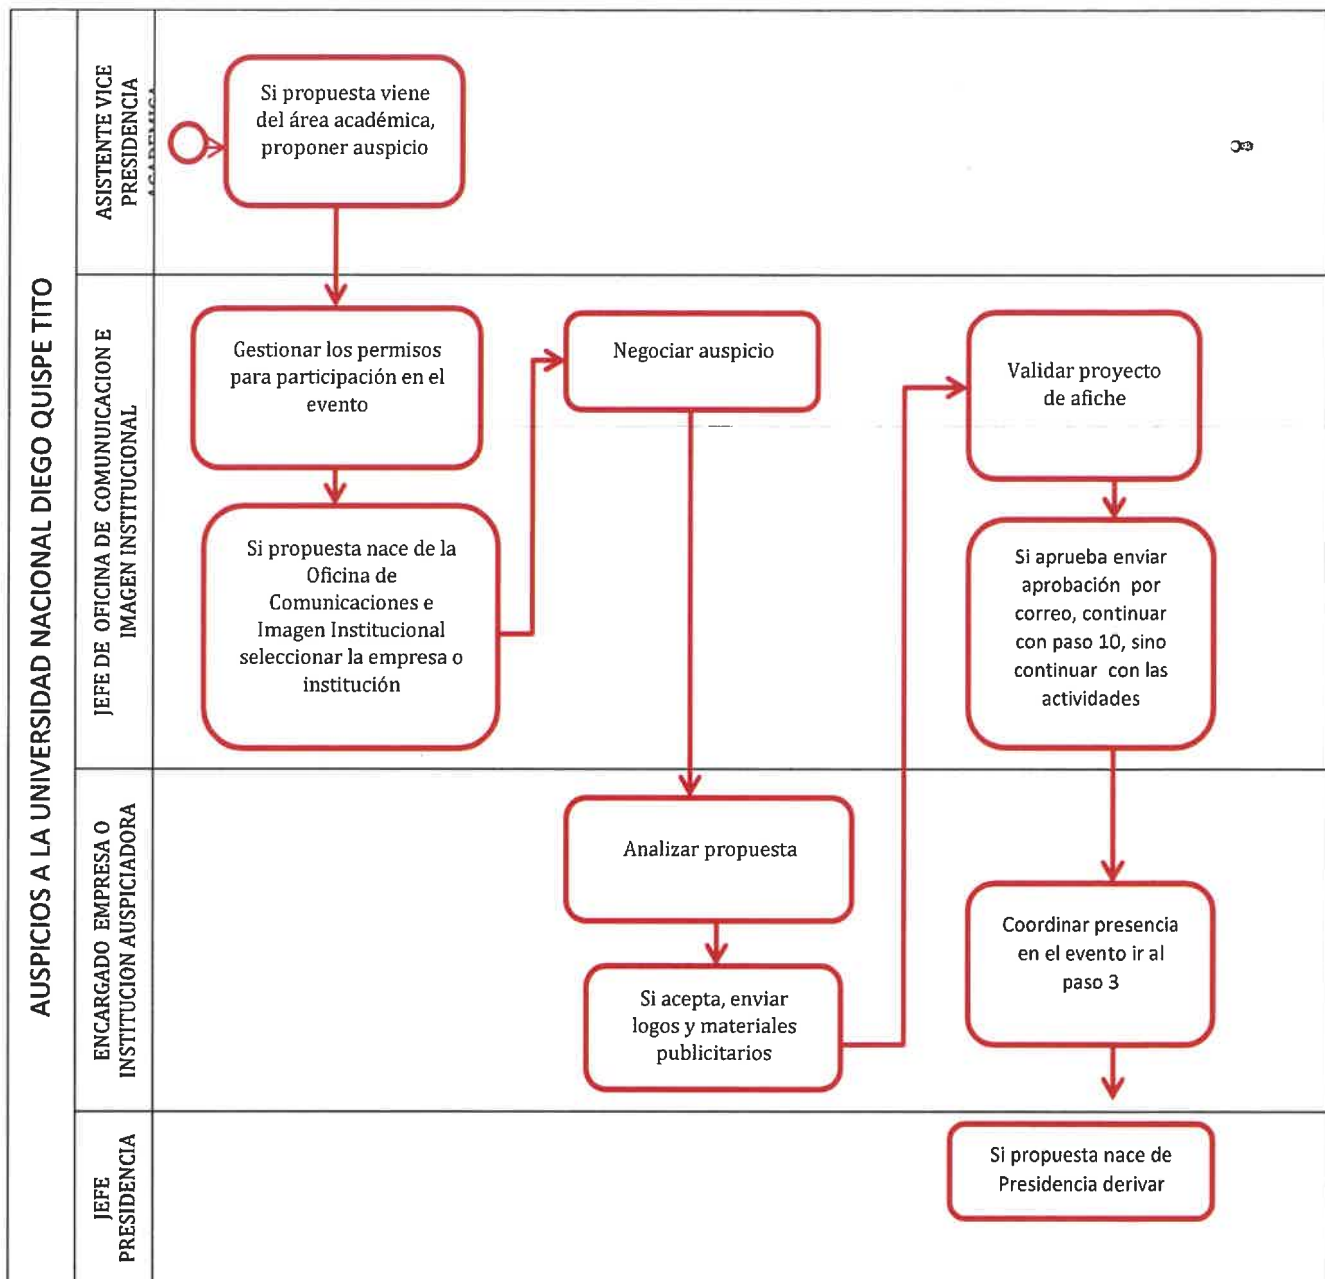 AUSPICIOS A LA UNIVERSIDAD NACIONAL DIEGO QUISPE TITO
ASISTENTE VICE
PRESIDENCIA
ACADEMICA
Si propuesta viene
del área académica,
proponer auspicio
JEFE DE OFICINA DE COMUNUICACION E
IMAGEN INSTITUCIONAL
Gestionar los permisos
para participación en el
evento
Si propuesta nace de la
Oficina de
Comunicaciones e
Imagen Institucional
seleccionar la empresa o
institución
Negociar auspicio
Validar proyecto
de afiche
Si aprueba enviar
aprobación por
correo, continuar
con paso 10, sino
continuar con las
actividades
ENCARGADO EMPRESA O
INSTITUCION AUSPICIADORA
Analizar propuesta
Si acepta, enviar
logos y materiales
publicitarios
Coordinar presencia
en el evento ir al
paso 3
JEFE
PRESIDENCIA
Si propuesta nace de
Presidencia derivar